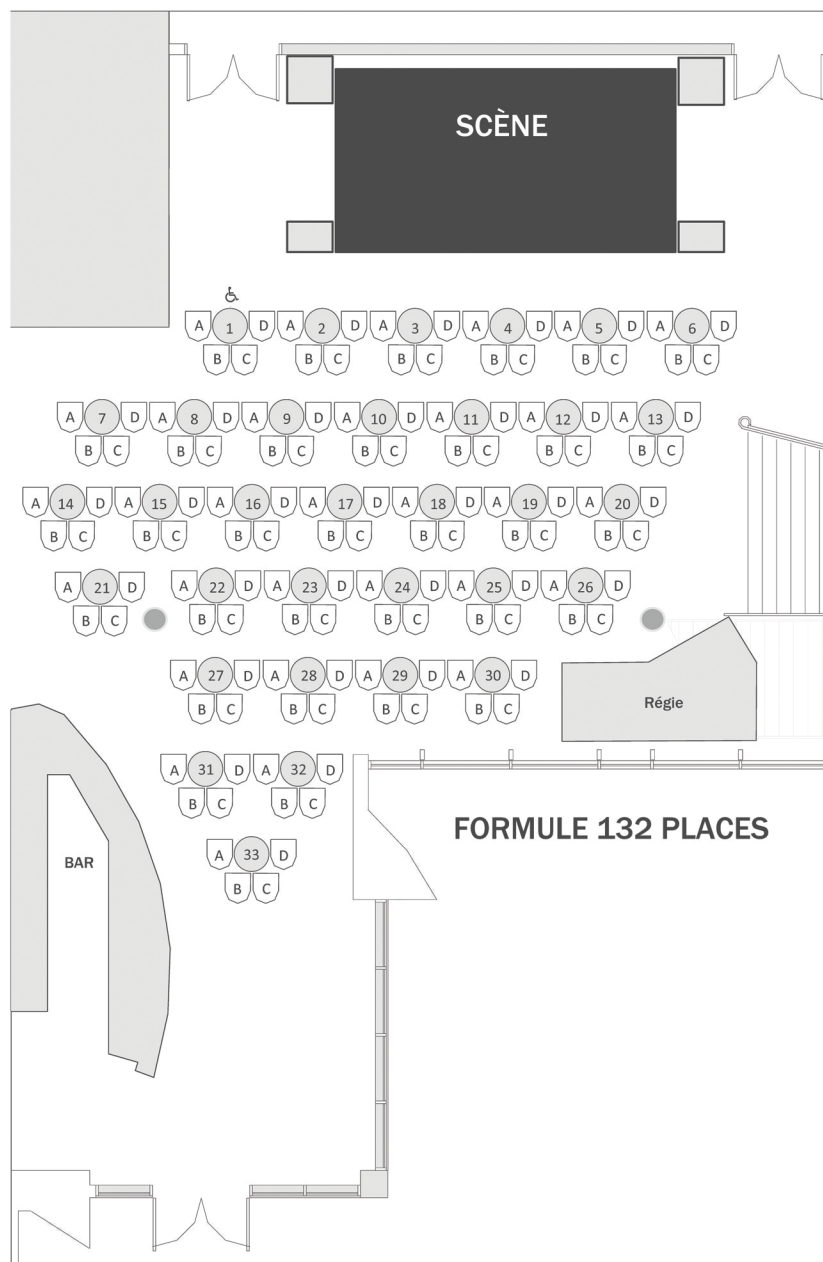 SCÈNE
A 1 D A 2 D A 3 D A 4 D A 5 D A 6 D
B C B C B C B C B C B C
A 7 D A 8 D A 9 D A 10 D A 11 D A 12 D A 13 D
B C B C B C B C B C B C B C
A 14 D A 15 D A 16 D A 17 D A 18 D A 19 D A 20 D
B C B C B C B C B C B C B C
A 21 D A 22 D A 23 D A 24 D A 25 D A 26 D
B C B C B C B C B C B C
A 27 D A 28 D A 29 D A 30 D
B C B C B C B C
Régie
A 31 D A 32 D
B C B C
FORMULE 132 PLACES
A 33 D
B C
BAR